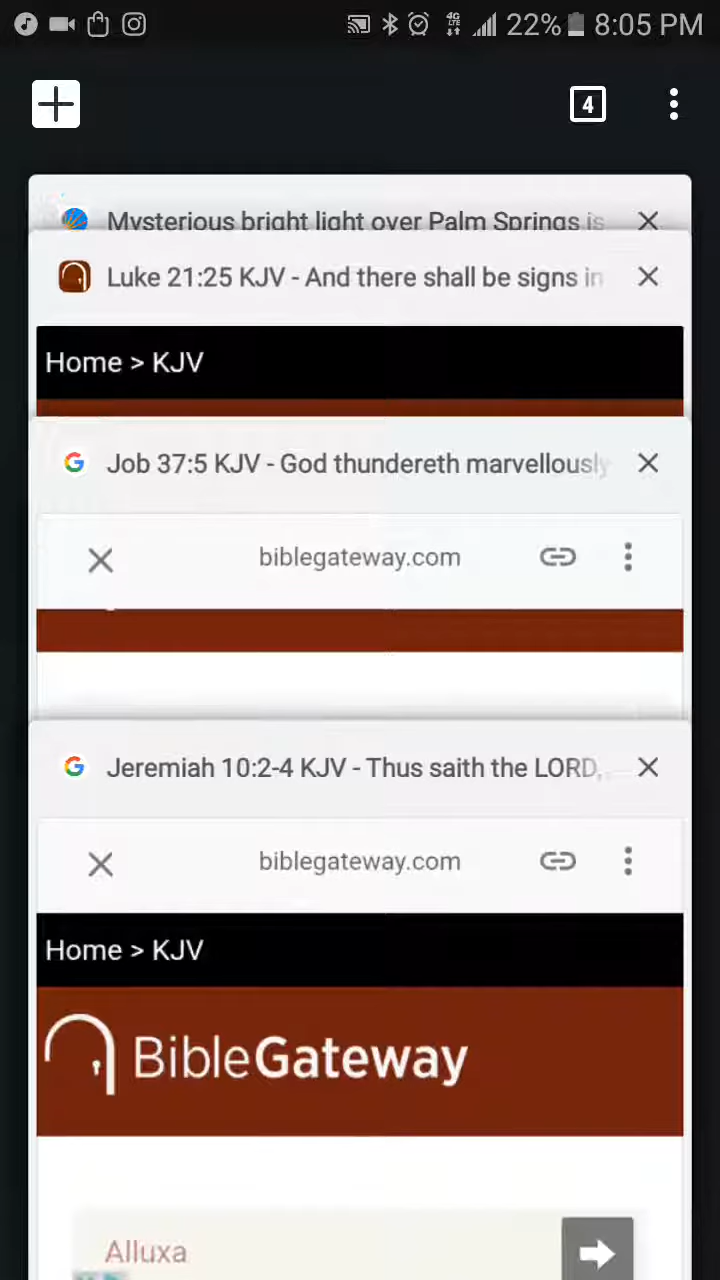 22% 8:05 PM
4
Mysterious bright light over Palm Springs is
Luke 21:25 KJV - And there shall be signs in
Home > KJV
Job 37:5 KJV - God thundereth marvellously
biblegateway.com
Jeremiah 10:2-4 KJV - Thus saith the LORD,
biblegateway.com
Home > KJV
BibleGateway
Alluxa